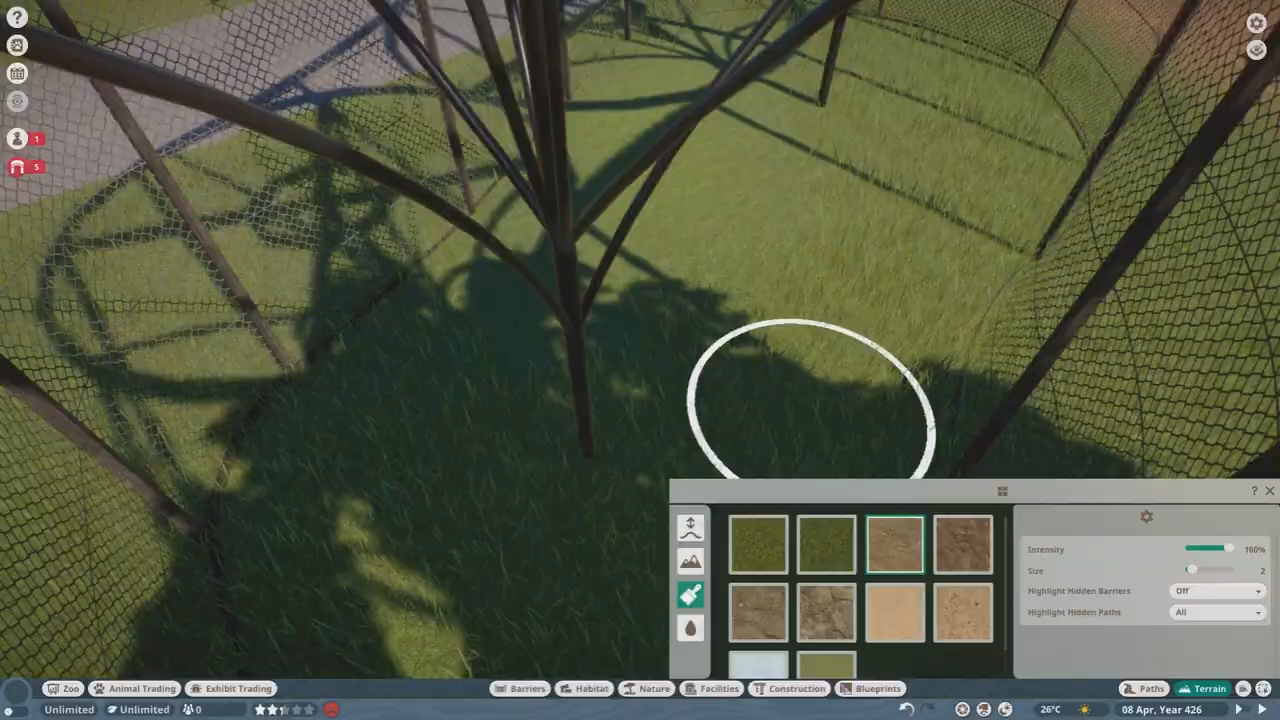 ?
1
5
? ×
Intensity 100%
Size 2
Highlight Hidden Barriers Off
Highlight Hidden Paths All
Zoo Animal Trading Exhibit Trading Barriers Habitat Nature Facilities Construction Blueprints Paths Terrain
Unlimited Unlimited 0 26°C 08 Apr, Year 426